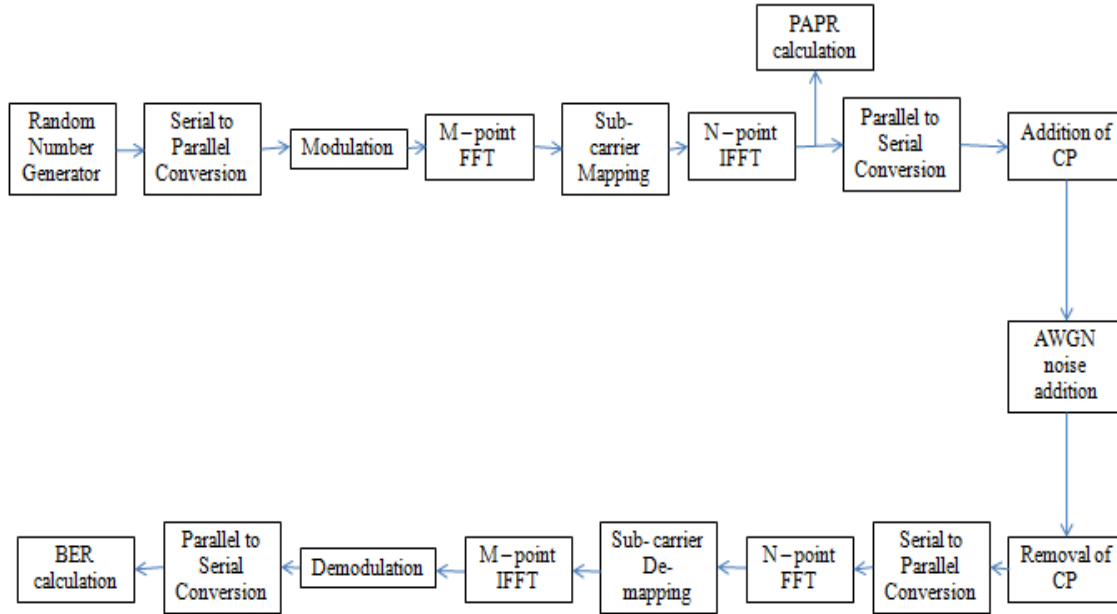 PAPR
calculation
Random
Number
Generator
Serial to
Parallel
Conversion
Modulation
M – point
FFT
Sub-
carrier
Mapping
N – point
IFFT
Parallel to
Serial
Conversion
Addition of
CP
AWGN
noise
addition
BER
calculation
Parallel to
Serial
Conversion
Demodulation
M – point
IFFT
Sub- carrier
De-
mapping
N – point
FFT
Serial to
Parallel
Conversion
Removal of
CP